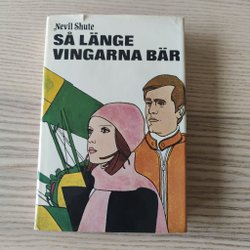 Nevil Shute
SÅ LÄNGE
VINGARNA BÄR